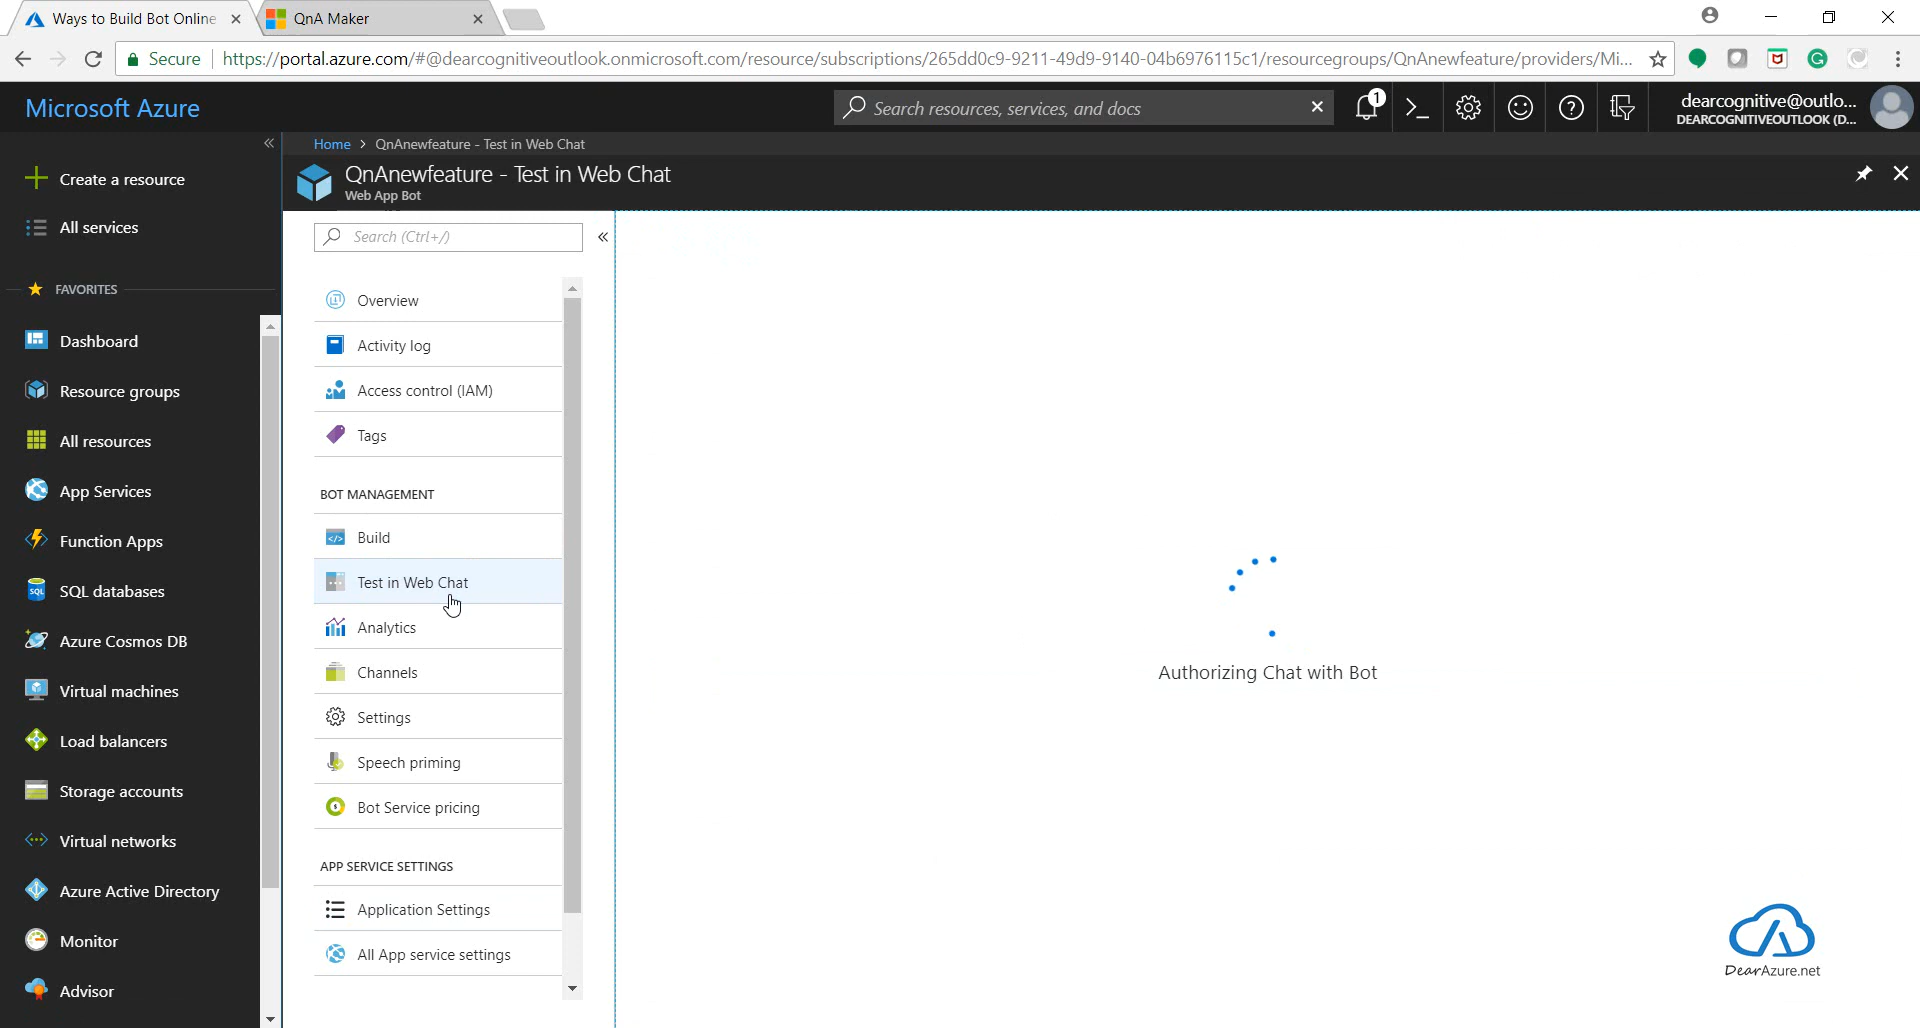 Ways to Build Bot Online
QnA Maker
Secure
https://portal.azure.com/#@dearcognitiveoutlook.onmicrosoft.com/resource/subscriptions/265dd0c9-9211-49d9-9140-04b6976115c1/resourcegroups/QnAnewfeature/providers/Mi...
Microsoft Azure
Search resources, services, and docs
1
dearcognitive@outlo...
DEARCOGNITIVEOUTLOOK (D...
Home > QnAnewfeature - Test in Web Chat
QnAnewfeature - Test in Web Chat
Web App Bot
Create a resource
All services
FAVORITES
Dashboard
Resource groups
All resources
App Services
Function Apps
SQL databases
Azure Cosmos DB
Virtual machines
Load balancers
Storage accounts
Virtual networks
Azure Active Directory
Monitor
Advisor
Search (Ctrl+/)
Overview
Activity log
Access control (IAM)
Tags
BOT MANAGEMENT
Build
Test in Web Chat
Analytics
Channels
Settings
Speech priming
Bot Service pricing
APP SERVICE SETTINGS
Application Settings
All App service settings
Authorizing Chat with Bot
DearAzure.net